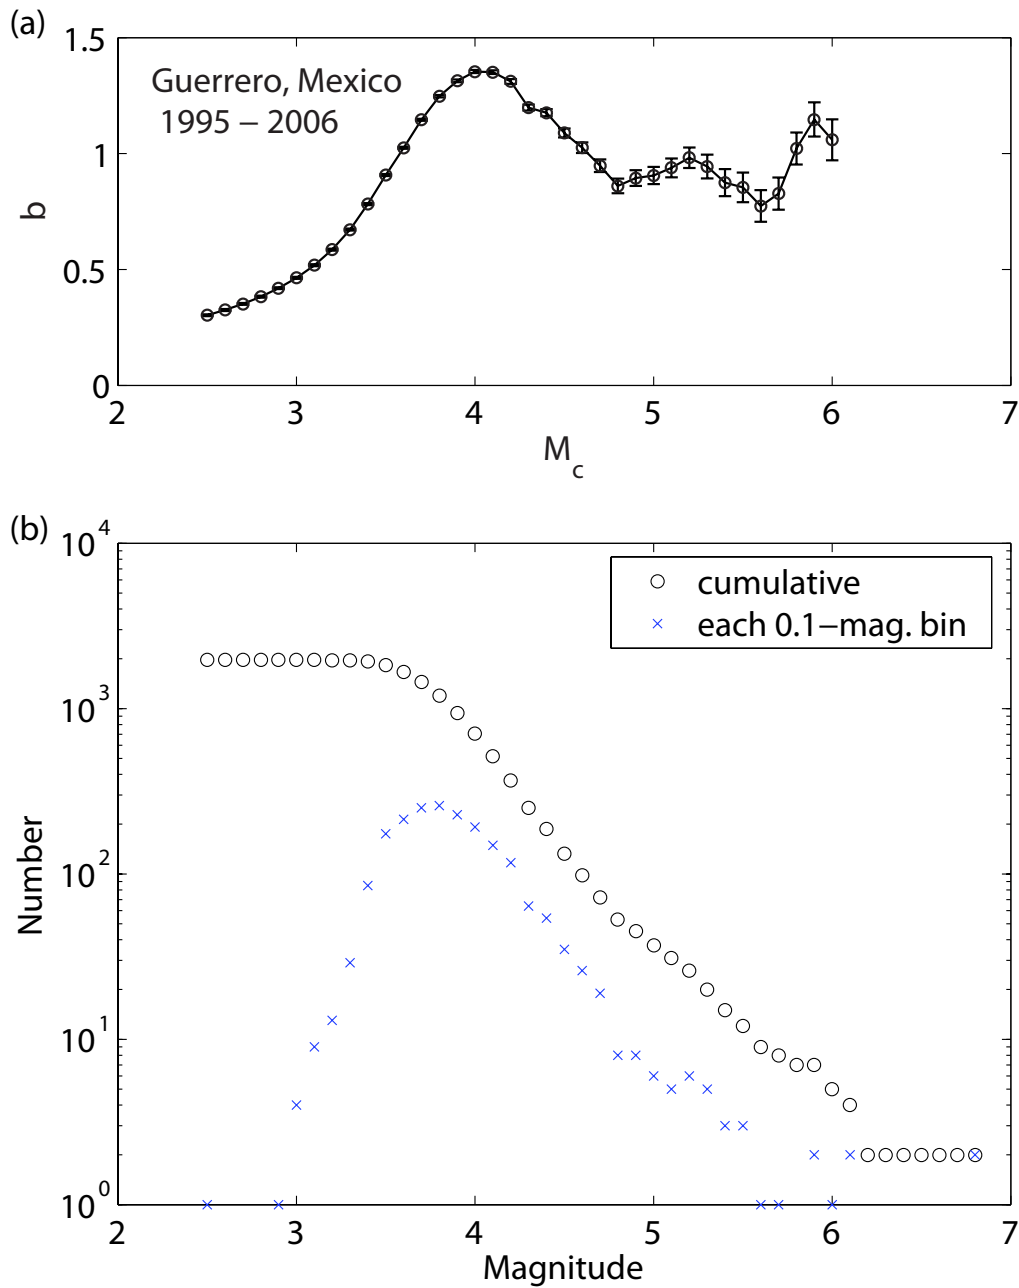 (a)
1.5
1
0.5
0
b
Guerrero, Mexico
1995 – 2006
2 3 4 5 6 7
M_c
(b)
10^4
10^3
10^2
10^1
10^0
Number
cumulative
each 0.1–mag. bin
2 3 4 5 6 7
Magnitude